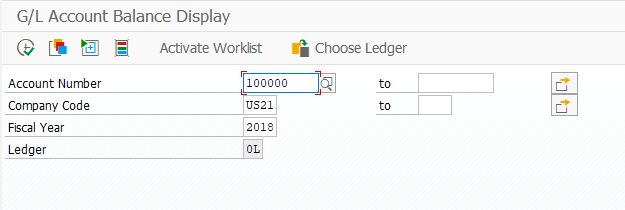 G/L Account Balance Display
Activate Worklist Choose Ledger
Account Number 100000 to
Company Code US21 to
Fiscal Year 2018
Ledger 0L